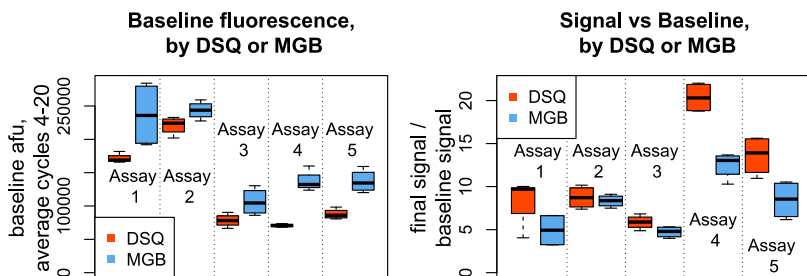 Baseline fluorescence,
by DSQ or MGB
baseline afu,
average cycles 4-20
0
100000
250000
Assay
1
Assay
2
Assay
3
Assay
4
Assay
5
DSQ
MGB
Signal vs Baseline,
by DSQ or MGB
final signal /
baseline signal
0
5
10
15
20
DSQ
MGB
Assay
1
Assay
2
Assay
3
Assay
4
Assay
5